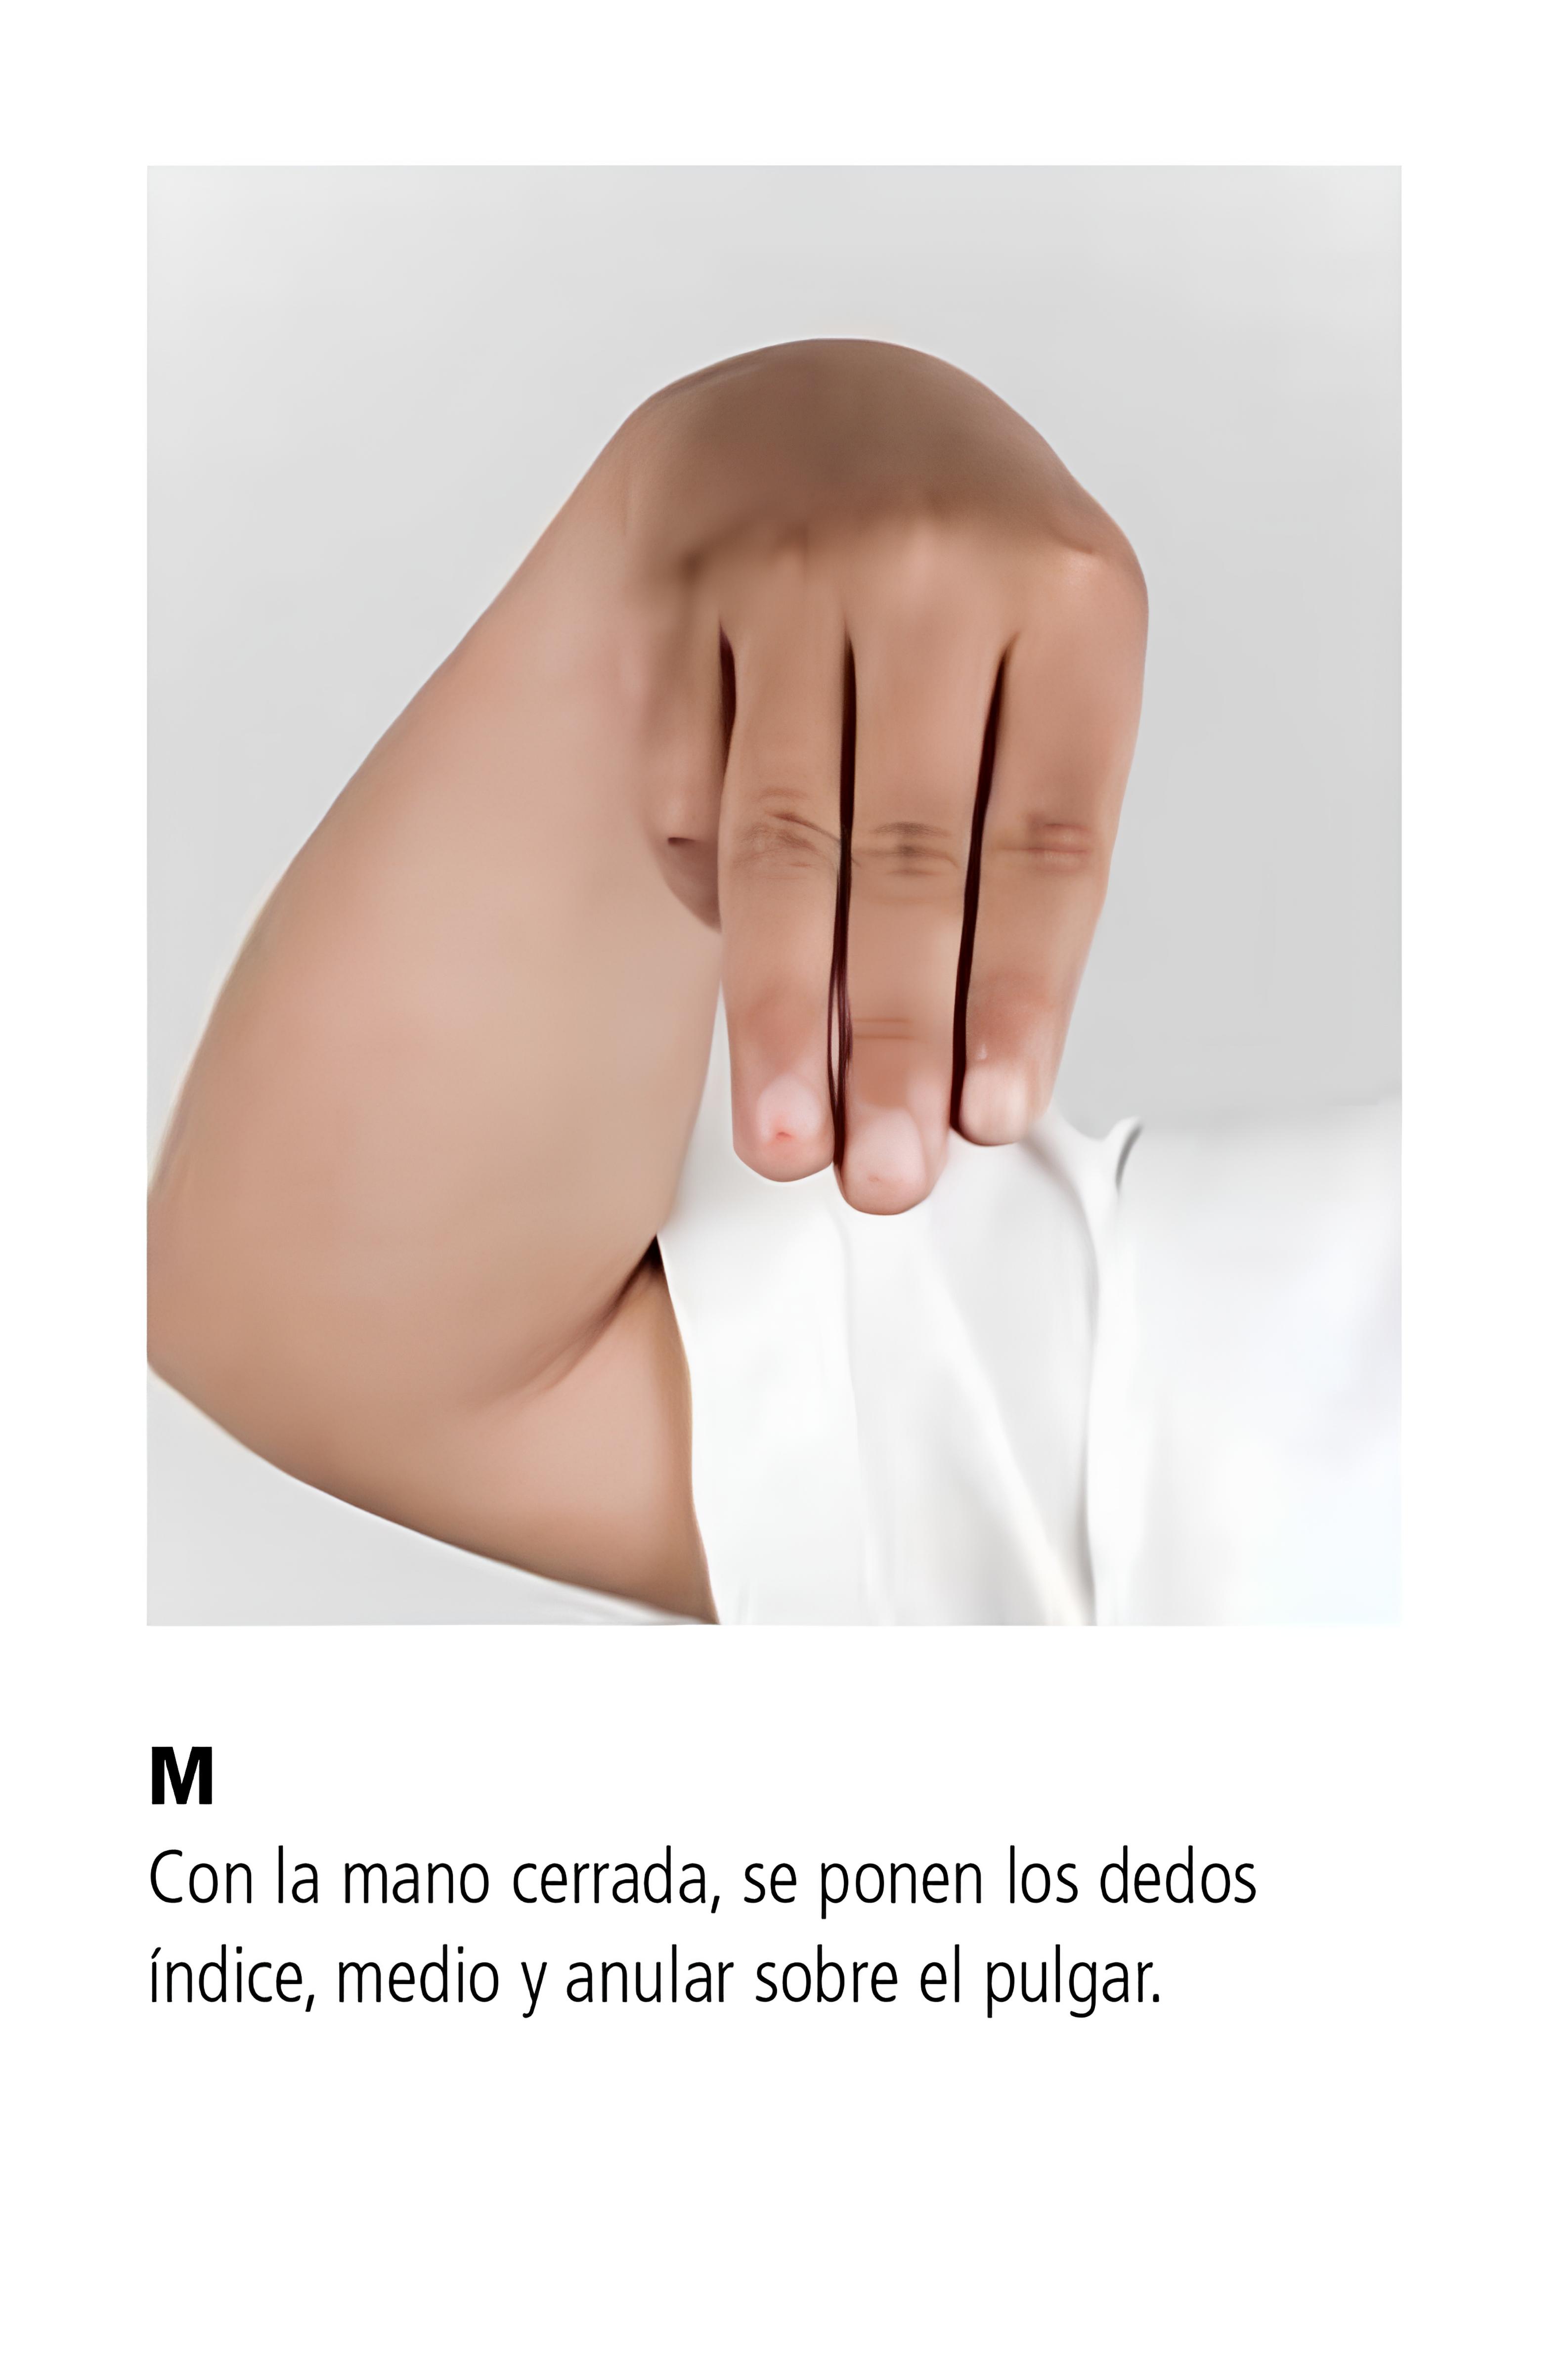 M
Con la mano cerrada, se ponen los dedos
índice, medio y anular sobre el pulgar.